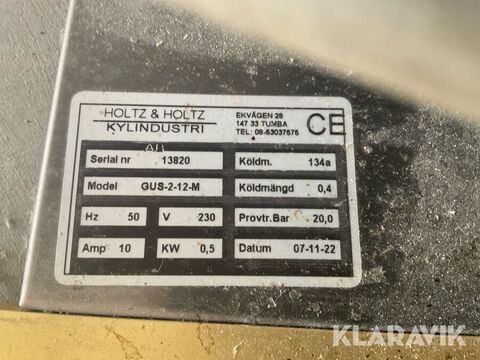 HOLTZ & HOLTZ
KYLINDUSTRI
AB
EKVÄGEN 28
147 33 TUMBA
TEL: 08-53037575
CE
Serial nr 13820 Köldm. 134a
Model GUS-2-12-M Köldmängd 0,4
Hz 50 V 230 Provtr.Bar 20,0
Amp 10 KW 0,5 Datum 07-11-22
KLARAVIK